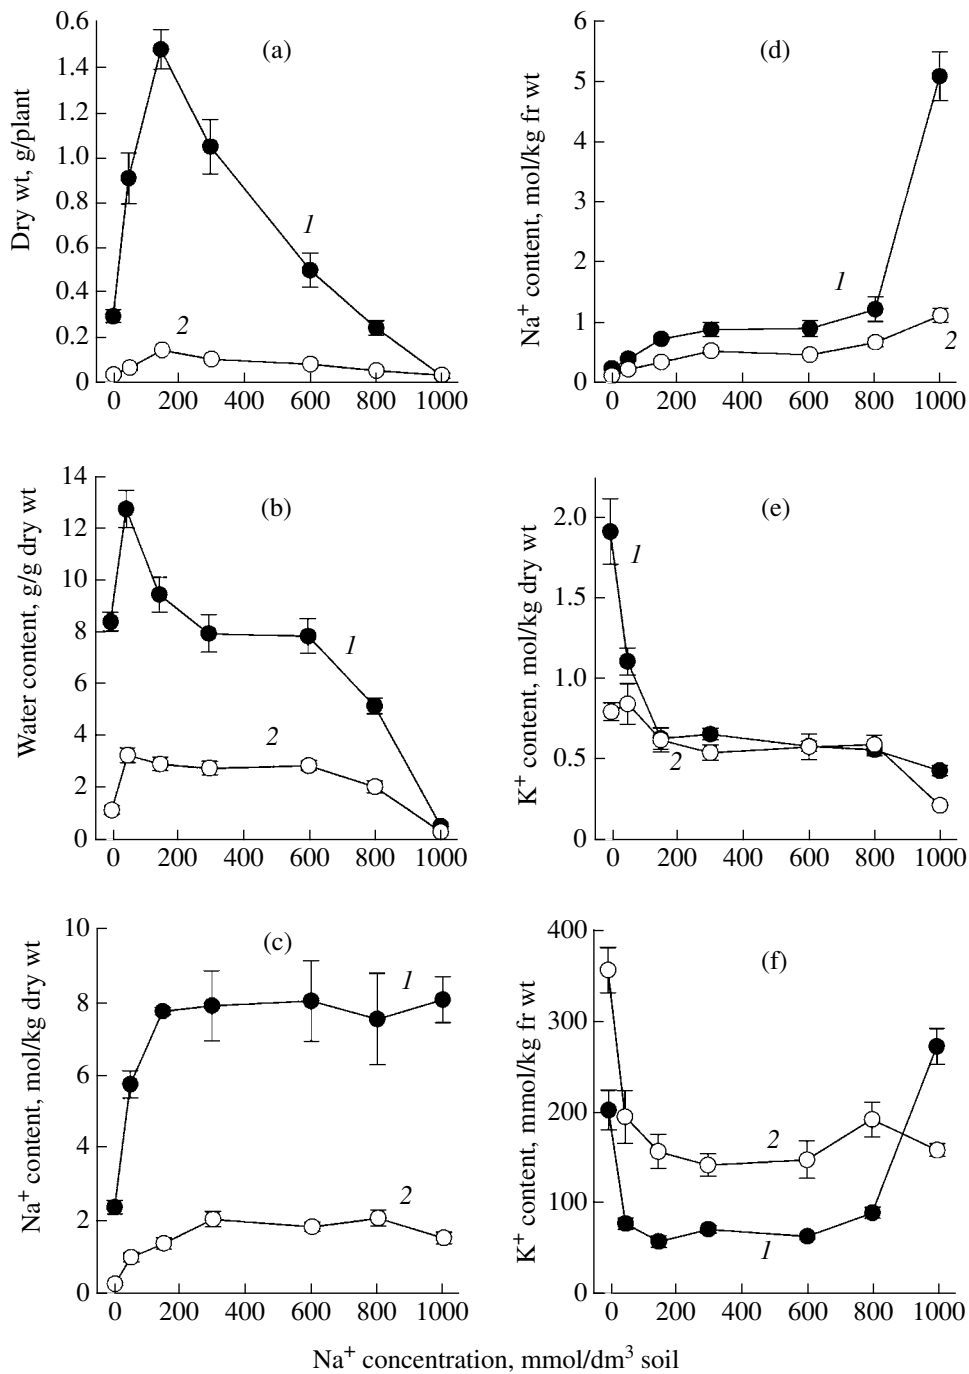 Dry wt, g/plant
0.6
1.4
1.2
1.0
0.8
0.6
0.4
0.2
0
(a)
1
2
0 200 400 600 800 1000
Na+ content, mol/kg fr wt
6
5
4
3
2
1
0
(d)
1
2
0 200 400 600 800 1000
Water content, g/g dry wt
14
12
10
8
6
4
2
0
(b)
1
2
0 200 400 600 800 1000
K+ content, mol/kg dry wt
2.0
1.5
1.0
0.5
0
(e)
1
2
0 200 400 600 800 1000
Na+ content, mol/kg dry wt
10
8
6
4
2
0
(c)
1
2
0 200 400 600 800 1000
K+ content, mmol/kg fr wt
400
300
200
100
0
(f)
2
1
0 200 400 600 800 1000
Na+ concentration, mmol/dm³ soil